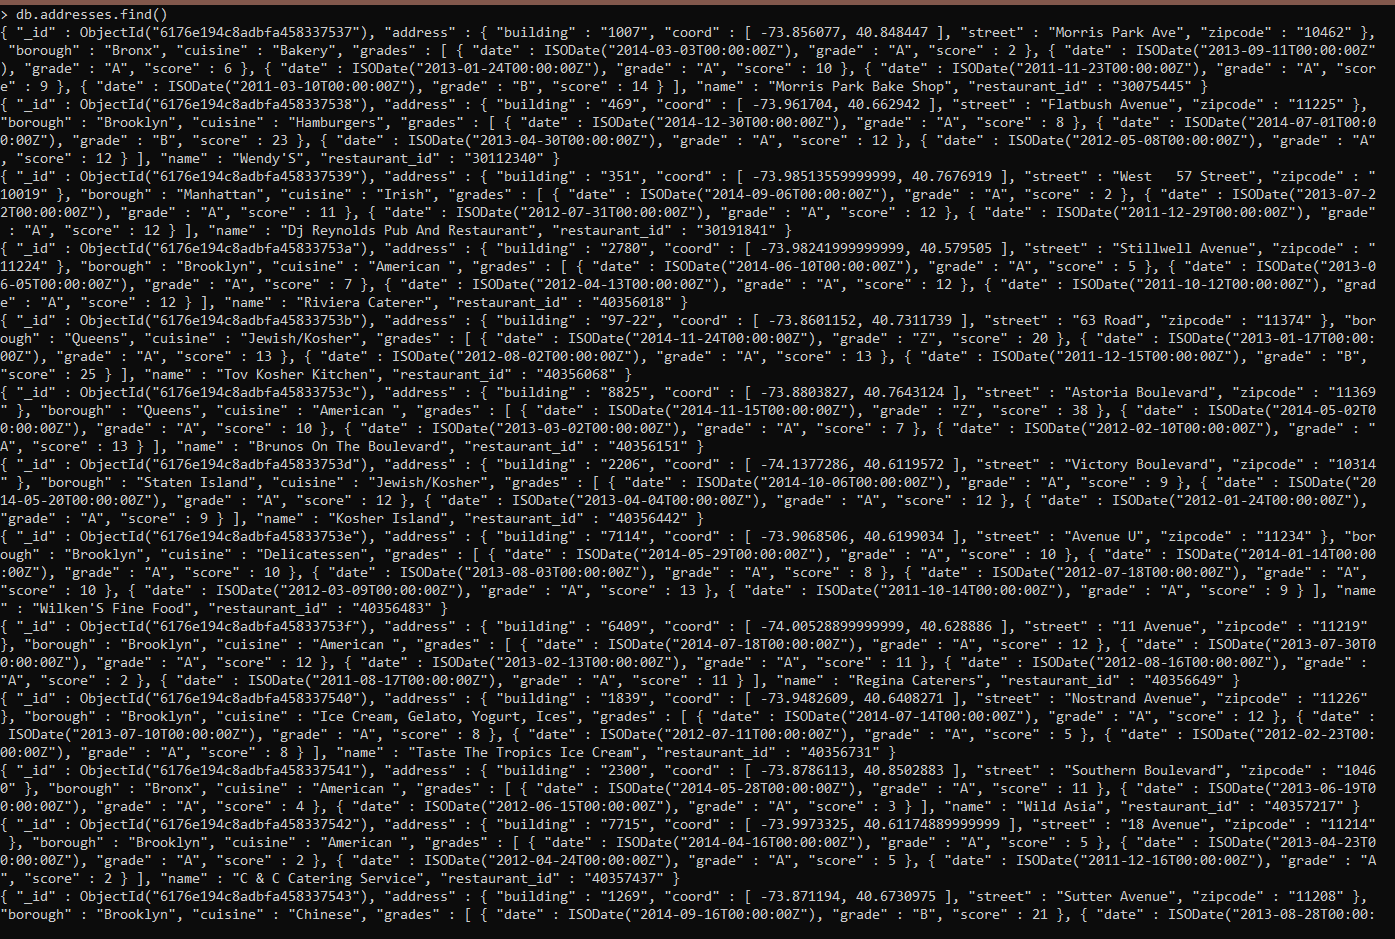 > db.addresses.find()
{ "_id" : ObjectId("6176e194c8adbfa458337537"), "address" : { "building" : "1007", "coord" : [ -73.856077, 40.848447 ], "street" : "Morris Park Ave", "zipcode" : "10462" },
 "borough" : "Bronx", "cuisine" : "Bakery", "grades" : [ { "date" : ISODate("2014-03-03T00:00:00Z"), "grade" : "A", "score" : 2 }, { "date" : ISODate("2013-09-11T00:00:00Z"
), "grade" : "A", "score" : 6 }, { "date" : ISODate("2013-01-24T00:00:00Z"), "grade" : "A", "score" : 10 }, { "date" : ISODate("2011-11-23T00:00:00Z"), "grade" : "A", "scor
e" : 9 }, { "date" : ISODate("2011-03-10T00:00:00Z"), "grade" : "B", "score" : 14 } ], "name" : "Morris Park Bake Shop", "restaurant_id" : "30075445" }
{ "_id" : ObjectId("6176e194c8adbfa458337538"), "address" : { "building" : "469", "coord" : [ -73.961704, 40.662942 ], "street" : "Flatbush Avenue", "zipcode" : "11225" },
"borough" : "Brooklyn", "cuisine" : "Hamburgers", "grades" : [ { "date" : ISODate("2014-12-30T00:00:00Z"), "grade" : "A", "score" : 8 }, { "date" : ISODate("2014-07-01T00:0
0:00Z"), "grade" : "B", "score" : 23 }, { "date" : ISODate("2013-04-30T00:00:00Z"), "grade" : "A", "score" : 12 }, { "date" : ISODate("2012-05-08T00:00:00Z"), "grade" : "A"
, "score" : 12 } ], "name" : "Wendy'S", "restaurant_id" : "30112340" }
{ "_id" : ObjectId("6176e194c8adbfa458337539"), "address" : { "building" : "351", "coord" : [ -73.98513559999999, 40.7676919 ], "street" : "West   57 Street", "zipcode" : "
10019" }, "borough" : "Manhattan", "cuisine" : "Irish", "grades" : [ { "date" : ISODate("2014-09-06T00:00:00Z"), "grade" : "A", "score" : 2 }, { "date" : ISODate("2013-07-2
2T00:00:00Z"), "grade" : "A", "score" : 11 }, { "date" : ISODate("2012-07-31T00:00:00Z"), "grade" : "A", "score" : 12 }, { "date" : ISODate("2011-12-29T00:00:00Z"), "grade"
 : "A", "score" : 12 } ], "name" : "Dj Reynolds Pub And Restaurant", "restaurant_id" : "30191841" }
{ "_id" : ObjectId("6176e194c8adbfa45833753a"), "address" : { "building" : "2780", "coord" : [ -73.98241999999999, 40.579505 ], "street" : "Stillwell Avenue", "zipcode" : "
11224" }, "borough" : "Brooklyn", "cuisine" : "American ", "grades" : [ { "date" : ISODate("2014-06-10T00:00:00Z"), "grade" : "A", "score" : 5 }, { "date" : ISODate("2013-0
6-05T00:00:00Z"), "grade" : "A", "score" : 7 }, { "date" : ISODate("2012-04-13T00:00:00Z"), "grade" : "A", "score" : 12 }, { "date" : ISODate("2011-10-12T00:00:00Z"), "grad
e" : "A", "score" : 12 } ], "name" : "Riviera Caterer", "restaurant_id" : "40356018" }
{ "_id" : ObjectId("6176e194c8adbfa45833753b"), "address" : { "building" : "97-22", "coord" : [ -73.8601152, 40.7311739 ], "street" : "63 Road", "zipcode" : "11374" }, "bor
ough" : "Queens", "cuisine" : "Jewish/Kosher", "grades" : [ { "date" : ISODate("2014-11-24T00:00:00Z"), "grade" : "Z", "score" : 20 }, { "date" : ISODate("2013-01-17T00:00:
00Z"), "grade" : "A", "score" : 13 }, { "date" : ISODate("2012-08-02T00:00:00Z"), "grade" : "A", "score" : 13 }, { "date" : ISODate("2011-12-15T00:00:00Z"), "grade" : "B",
"score" : 25 } ], "name" : "Tov Kosher Kitchen", "restaurant_id" : "40356068" }
{ "_id" : ObjectId("6176e194c8adbfa45833753c"), "address" : { "building" : "8825", "coord" : [ -73.8803827, 40.7643124 ], "street" : "Astoria Boulevard", "zipcode" : "11369
" }, "borough" : "Queens", "cuisine" : "American ", "grades" : [ { "date" : ISODate("2014-11-15T00:00:00Z"), "grade" : "Z", "score" : 38 }, { "date" : ISODate("2014-05-02T0
0:00:00Z"), "grade" : "A", "score" : 10 }, { "date" : ISODate("2013-03-02T00:00:00Z"), "grade" : "A", "score" : 7 }, { "date" : ISODate("2012-02-10T00:00:00Z"), "grade" : "
A", "score" : 13 } ], "name" : "Brunos On The Boulevard", "restaurant_id" : "40356151" }
{ "_id" : ObjectId("6176e194c8adbfa45833753d"), "address" : { "building" : "2206", "coord" : [ -74.1377286, 40.6119572 ], "street" : "Victory Boulevard", "zipcode" : "10314
" }, "borough" : "Staten Island", "cuisine" : "Jewish/Kosher", "grades" : [ { "date" : ISODate("2014-10-06T00:00:00Z"), "grade" : "A", "score" : 9 }, { "date" : ISODate("20
14-05-20T00:00:00Z"), "grade" : "A", "score" : 12 }, { "date" : ISODate("2013-04-04T00:00:00Z"), "grade" : "A", "score" : 12 }, { "date" : ISODate("2012-01-24T00:00:00Z"),
"grade" : "A", "score" : 9 } ], "name" : "Kosher Island", "restaurant_id" : "40356442" }
{ "_id" : ObjectId("6176e194c8adbfa45833753e"), "address" : { "building" : "7114", "coord" : [ -73.9068506, 40.6199034 ], "street" : "Avenue U", "zipcode" : "11234" }, "bor
ough" : "Brooklyn", "cuisine" : "Delicatessen", "grades" : [ { "date" : ISODate("2014-05-29T00:00:00Z"), "grade" : "A", "score" : 10 }, { "date" : ISODate("2014-01-14T00:00
:00Z"), "grade" : "A", "score" : 10 }, { "date" : ISODate("2013-08-03T00:00:00Z"), "grade" : "A", "score" : 8 }, { "date" : ISODate("2012-07-18T00:00:00Z"), "grade" : "A",
"score" : 10 }, { "date" : ISODate("2012-03-09T00:00:00Z"), "grade" : "A", "score" : 13 }, { "date" : ISODate("2011-10-14T00:00:00Z"), "grade" : "A", "score" : 9 } ], "name
" : "Wilken'S Fine Food", "restaurant_id" : "40356483" }
{ "_id" : ObjectId("6176e194c8adbfa45833753f"), "address" : { "building" : "6409", "coord" : [ -74.00528899999999, 40.628886 ], "street" : "11 Avenue", "zipcode" : "11219"
}, "borough" : "Brooklyn", "cuisine" : "American ", "grades" : [ { "date" : ISODate("2014-07-18T00:00:00Z"), "grade" : "A", "score" : 12 }, { "date" : ISODate("2013-07-30T0
0:00:00Z"), "grade" : "A", "score" : 12 }, { "date" : ISODate("2013-02-13T00:00:00Z"), "grade" : "A", "score" : 11 }, { "date" : ISODate("2012-08-16T00:00:00Z"), "grade" :
"A", "score" : 2 }, { "date" : ISODate("2011-08-17T00:00:00Z"), "grade" : "A", "score" : 11 } ], "name" : "Regina Caterers", "restaurant_id" : "40356649" }
{ "_id" : ObjectId("6176e194c8adbfa458337540"), "address" : { "building" : "1839", "coord" : [ -73.9482609, 40.6408271 ], "street" : "Nostrand Avenue", "zipcode" : "11226"
}, "borough" : "Brooklyn", "cuisine" : "Ice Cream, Gelato, Yogurt, Ices", "grades" : [ { "date" : ISODate("2014-07-14T00:00:00Z"), "grade" : "A", "score" : 12 }, { "date" :
 ISODate("2013-07-10T00:00:00Z"), "grade" : "A", "score" : 8 }, { "date" : ISODate("2012-07-11T00:00:00Z"), "grade" : "A", "score" : 5 }, { "date" : ISODate("2012-02-23T00:
00:00Z"), "grade" : "A", "score" : 8 } ], "name" : "Taste The Tropics Ice Cream", "restaurant_id" : "40356731" }
{ "_id" : ObjectId("6176e194c8adbfa458337541"), "address" : { "building" : "2300", "coord" : [ -73.8786113, 40.8502883 ], "street" : "Southern Boulevard", "zipcode" : "1046
0" }, "borough" : "Bronx", "cuisine" : "American ", "grades" : [ { "date" : ISODate("2014-05-28T00:00:00Z"), "grade" : "A", "score" : 11 }, { "date" : ISODate("2013-06-19T0
0:00:00Z"), "grade" : "A", "score" : 4 }, { "date" : ISODate("2012-06-15T00:00:00Z"), "grade" : "A", "score" : 3 } ], "name" : "Wild Asia", "restaurant_id" : "40357217" }
{ "_id" : ObjectId("6176e194c8adbfa458337542"), "address" : { "building" : "7715", "coord" : [ -73.9973325, 40.61174889999999 ], "street" : "18 Avenue", "zipcode" : "11214"
 }, "borough" : "Brooklyn", "cuisine" : "American ", "grades" : [ { "date" : ISODate("2014-04-16T00:00:00Z"), "grade" : "A", "score" : 5 }, { "date" : ISODate("2013-04-23T0
0:00:00Z"), "grade" : "A", "score" : 2 }, { "date" : ISODate("2012-04-24T00:00:00Z"), "grade" : "A", "score" : 5 }, { "date" : ISODate("2011-12-16T00:00:00Z"), "grade" : "A
", "score" : 2 } ], "name" : "C & C Catering Service", "restaurant_id" : "40357437" }
{ "_id" : ObjectId("6176e194c8adbfa458337543"), "address" : { "building" : "1269", "coord" : [ -73.871194, 40.6730975 ], "street" : "Sutter Avenue", "zipcode" : "11208" },
"borough" : "Brooklyn", "cuisine" : "Chinese", "grades" : [ { "date" : ISODate("2014-09-16T00:00:00Z"), "grade" : "B", "score" : 21 }, { "date" : ISODate("2013-08-28T00:00: